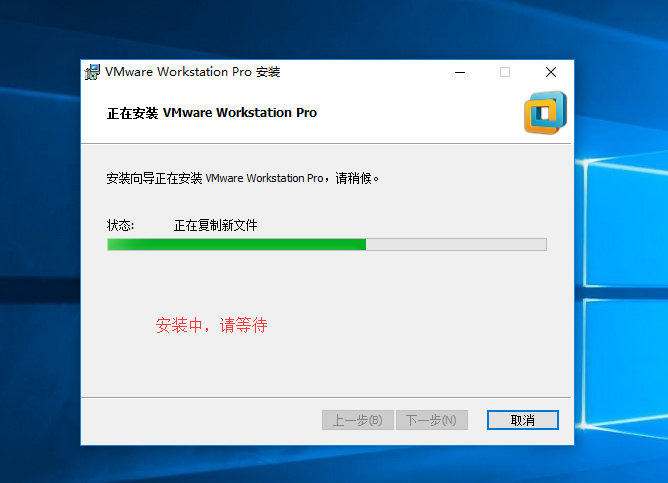 VMware Workstation Pro 安装
正在安装 VMware Workstation Pro
安装向导正在安装 VMware Workstation Pro，请稍候。
状态: 正在复制新文件
安装中，请等待
上一步(B) 下一步(N) 取消